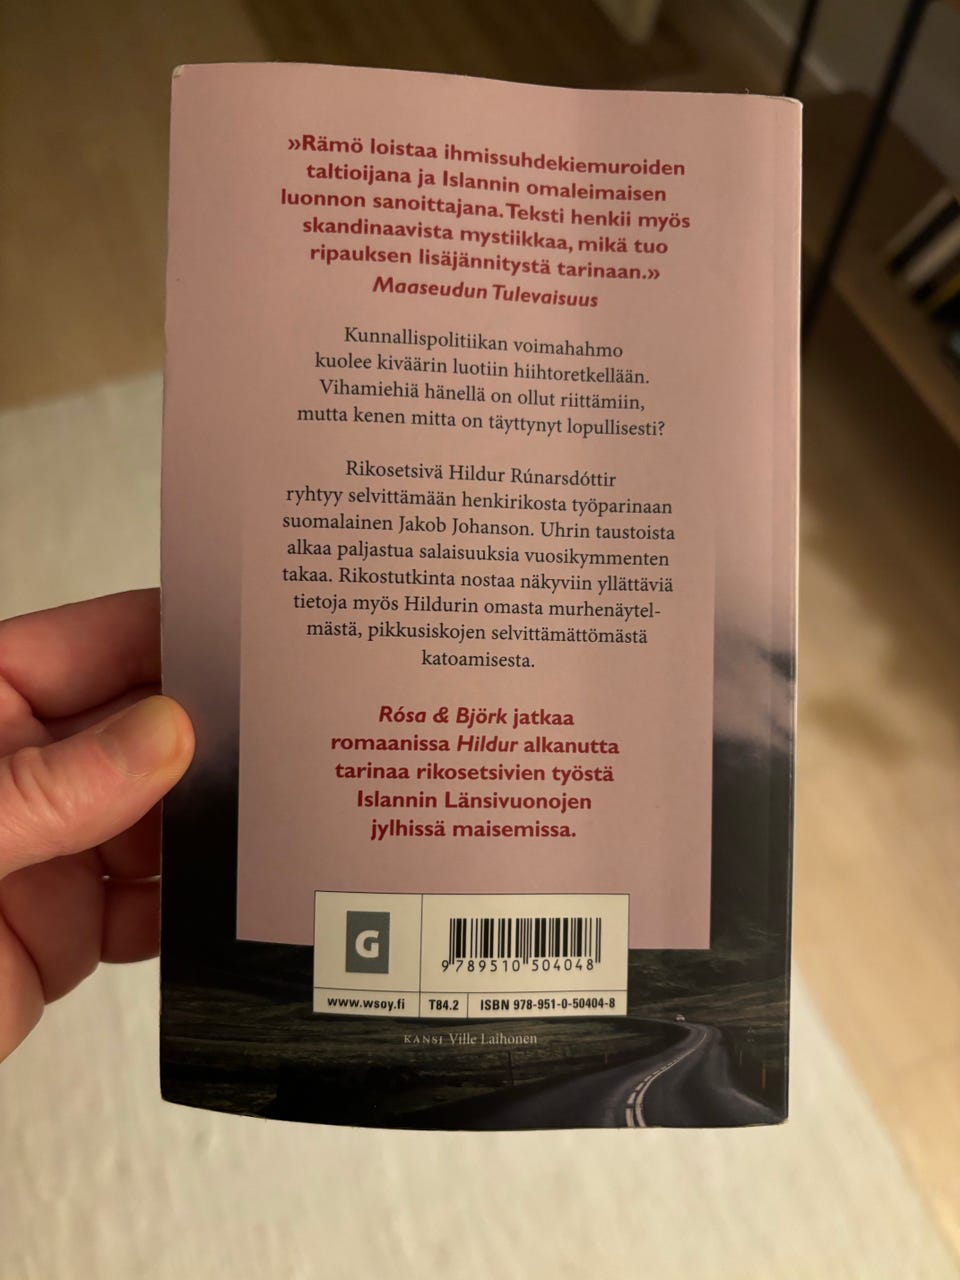 »Rämö loistaa ihmissuhdekiemuroiden
taltioijana ja Islannin omaleimaisen
luonnon sanoittajana. Teksti henkii myös
skandinaavista mystiikkaa, mikä tuo
ripauksen lisäjännitystä tarinaan.»
Maaseudun Tulevaisuus
Kunnallispolitiikan voimahahmo
kuolee kiväärin luotiin hiihtoretkellään.
Vihamiehiä hänellä on ollut riittämiin,
mutta kenen mitta on täyttynyt lopullisesti?
Rikosetsivä Hildur Rúnarsdóttir
ryhtyy selvittämään henkirikosta työparinaan
suomalainen Jakob Johanson. Uhrin taustoista
alkaa paljastua salaisuuksia vuosikymmenten
takaa. Rikostutkinta nostaa näkyviin yllättäviä
tietoja myös Hildurin omasta murhenäytel-
mästä, pikkusiskojen selvittämättömästä
katoamisesta.
Rósa & Björk jatkaa
romaanissa Hildur alkanutta
tarinaa rikosetsivien työstä
Islannin Länsivuonojen
jylhissä maisemissa.
G
9 789510 504048
www.wsoy.fi T84.2 ISBN 978-951-0-50404-8
KANSI Ville Laihonen